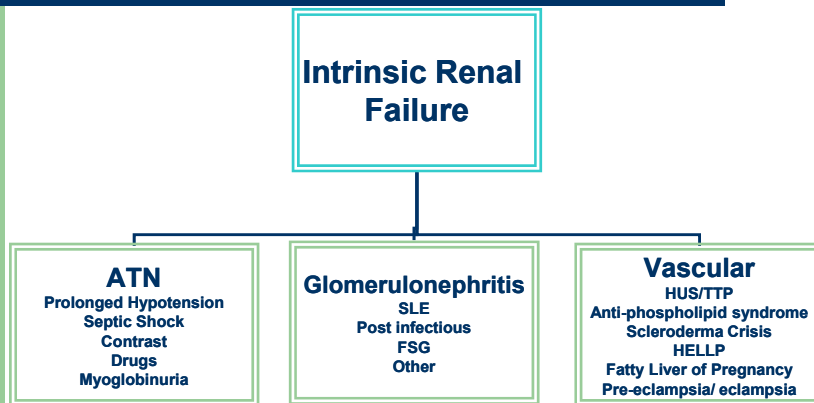 Intrinsic Renal
Failure
ATN
Prolonged Hypotension
Septic Shock
Contrast
Drugs
Myoglobinuria
Glomerulonephritis
SLE
Post infectious
FSG
Other
Vascular
HUS/TTP
Anti-phospholipid syndrome
Scleroderma Crisis
HELLP
Fatty Liver of Pregnancy
Pre-eclampsia/ eclampsia